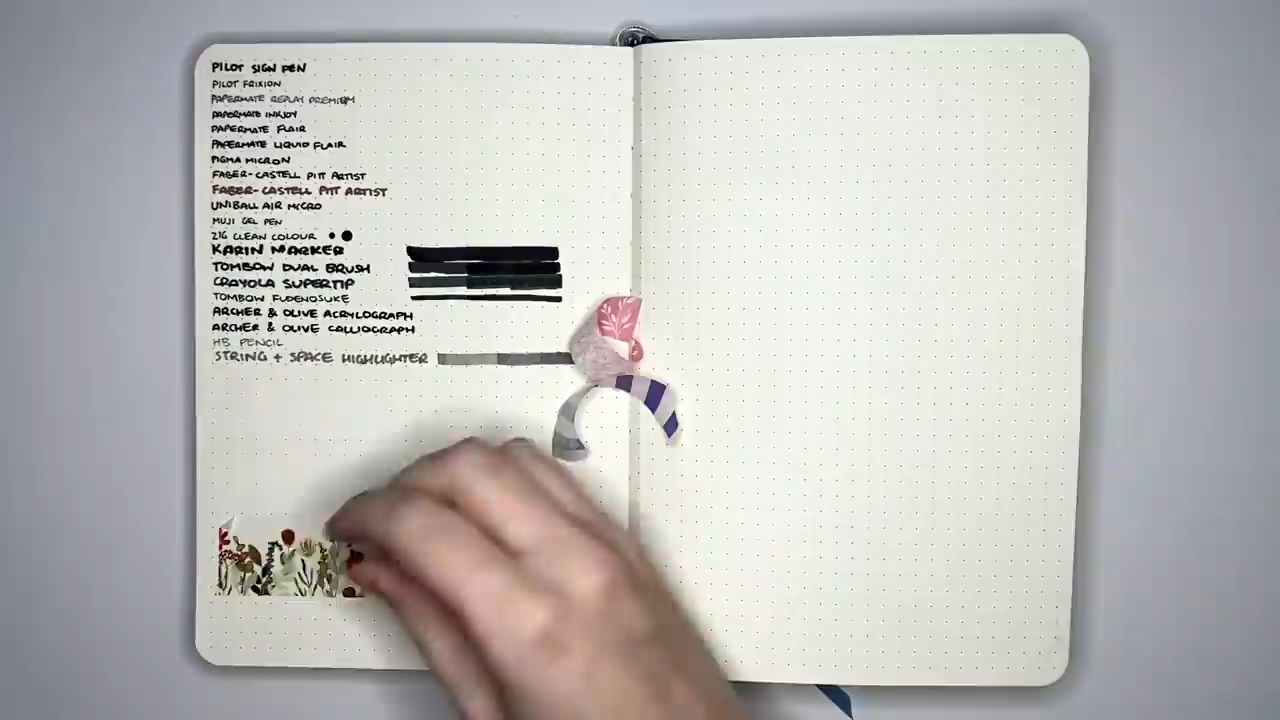 PILOT SIGN PEN
PILOT FRIXION
PAPERMATE REPLAY PREMIUM
PAPERMATE INKJOY
PAPERMATE FLAIR
PAPERMATE LIQUID FLAIR
PIGMA MICRON
FABER-CASTELL PITT ARTIST
FABER-CASTELL PITT ARTIST
UNIBALL AIR MICRO
MUJI GEL PEN
ZIG CLEAN COLOUR
KARIN MARKER
TOMBOW DUAL BRUSH
CRAYOLA SUPERTIP
TOMBOW FUDENOSUKE
ARCHER & OLIVE ACRYLOGRAPH
ARCHER & OLIVE CALLIOGRAPH
HB PENCIL
STRING + SPACE HIGHLIGHTER